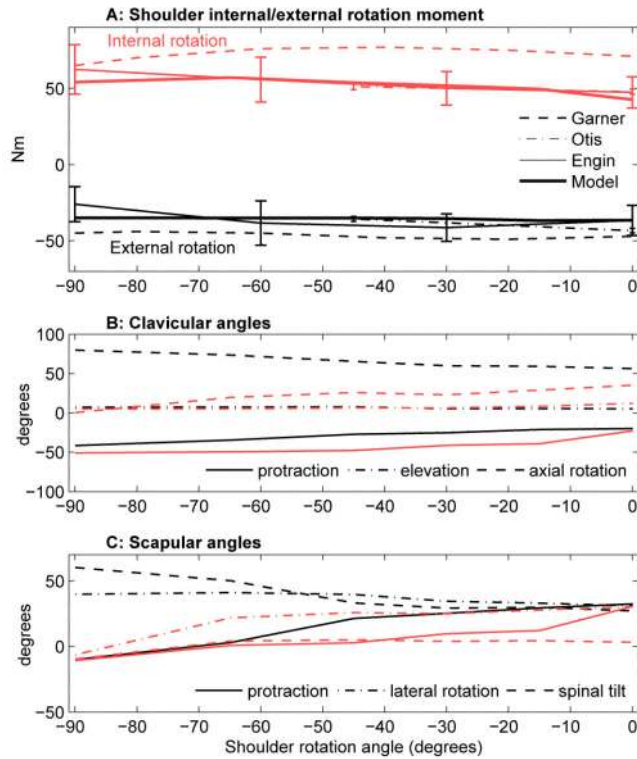 A: Shoulder internal/external rotation moment
Internal rotation
50
0
−50
Nm
Garner
Otis
Engin
Model
External rotation
−90 −80 −70 −60 −50 −40 −30 −20 −10 0
B: Clavicular angles
100
50
0
−50
−100
degrees
protraction elevation axial rotation
−90 −80 −70 −60 −50 −40 −30 −20 −10 0
C: Scapular angles
50
0
−50
degrees
protraction lateral rotation spinal tilt
−90 −80 −70 −60 −50 −40 −30 −20 −10 0
Shoulder rotation angle (degrees)